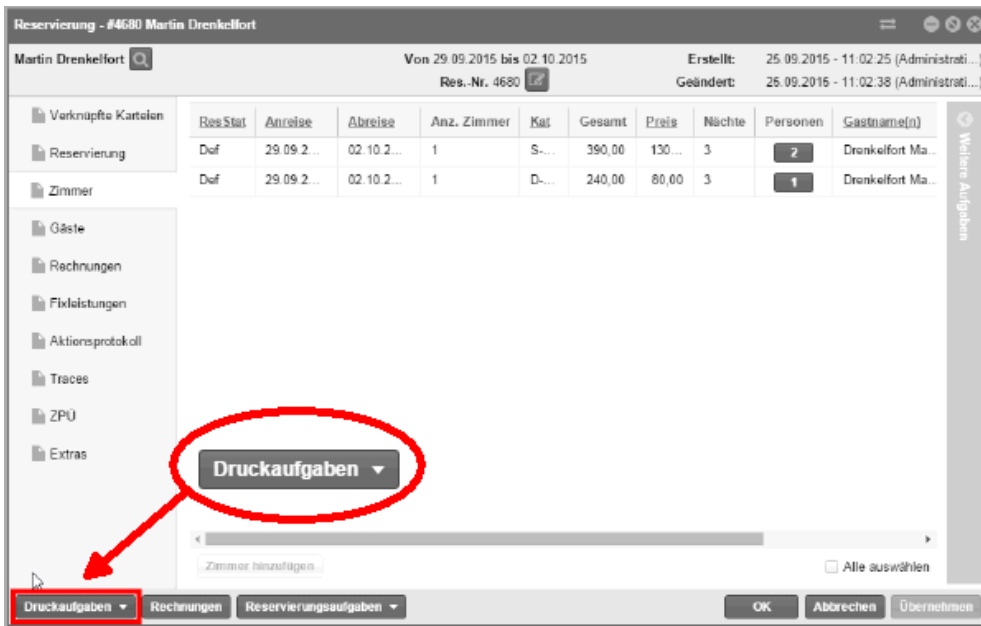 Reservierung - #4680 Martin Drenkelfort
Martin Drenkelfort
Von 29.09.2015 bis 02.10.2015
Res.-Nr. 4680
Erstellt: 25.09.2015 - 11:02:25 (Administrati...)
Geändert: 25.09.2015 - 11:02:38 (Administrati...)
Verknüpfte Karteien
Reservierung
Zimmer
Gäste
Rechnungen
Fixleistungen
Aktionsprotokoll
Traces
ZPÜ
Extras
ResStat Anreise Abreise Anz. Zimmer Kat Gesamt Preis Nächte Personen Gastname(n)
Def 29.09.2... 02.10.2... 1 S-... 390,00 130... 3 2 Drenkelfort Ma...
Def 29.09.2... 02.10.2... 1 D-... 240,00 80,00 3 1 Drenkelfort Ma...
Weitere Aufgaben
Druckaufgaben
Zimmer hinzufügen
Alle auswählen
Druckaufgaben Rechnungen Reservierungsaufgaben OK Abbrechen Übernehmen